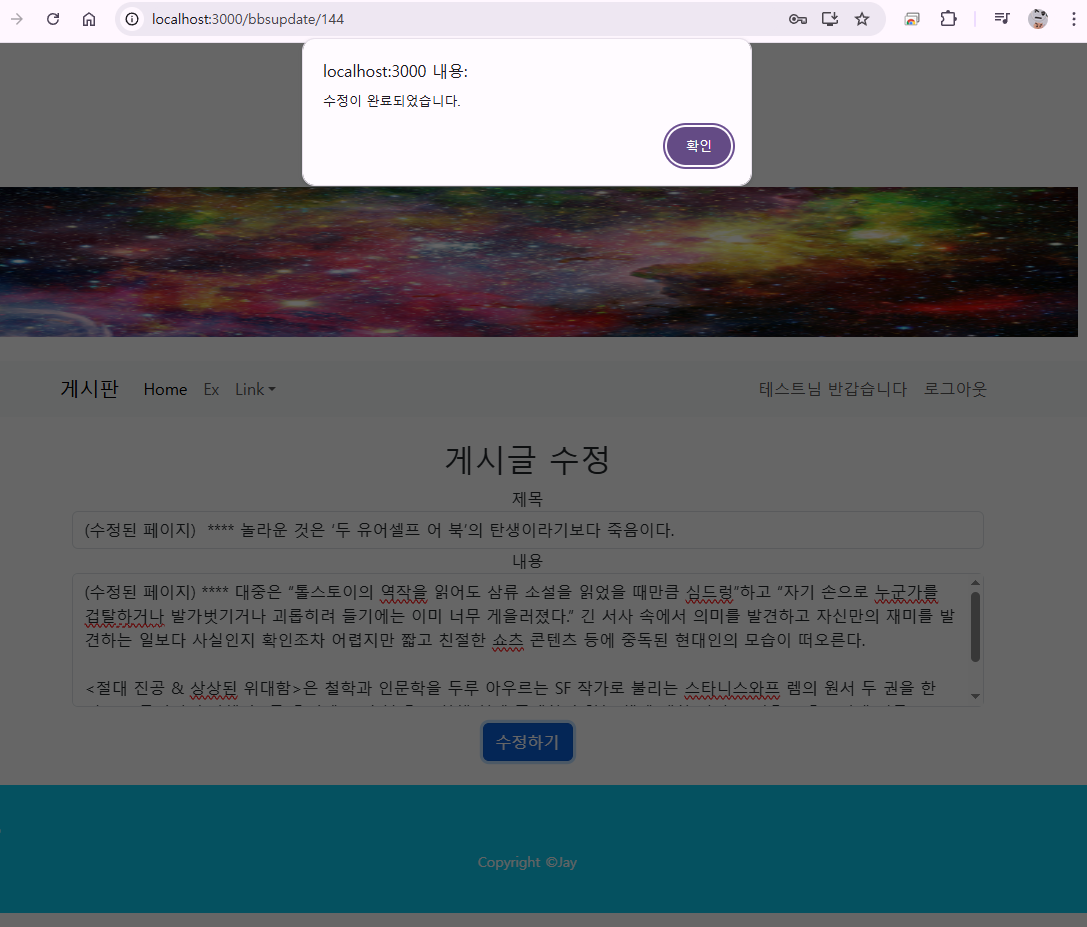 localhost:3000/bbsupdate/144
localhost:3000 내용:
수정이 완료되었습니다.
확인
게시판 Home Ex Link 테스트님 반갑습니다 로그아웃
게시글 수정
제목
(수정된 페이지) **** 놀라운 것은 ‘두 유어셀프 어 북’의 탄생이라기보다 죽음이다.
내용
(수정된 페이지) **** 대중은 “톨스토이의 역작을 읽어도 삼류 소설을 읽었을 때만큼 심드렁”하고 “자기 손으로 누군가를
겁탈하거나 발가벗기거나 괴롭히려 들기에는 이미 너무 게을러졌다.” 긴 서사 속에서 의미를 발견하고 자신만의 재미를 발
견하는 일보다 사실인지 확인조차 어렵지만 짧고 친절한 쇼츠 콘텐츠 등에 중독된 현대인의 모습이 떠오른다.
<절대 진공 & 상상된 위대함>은 철학과 인문학을 두루 아우르는 SF 작가로 불리는 스타니스와프 렘의 원서 두 권을 한
수정하기
Copyright ©Jay